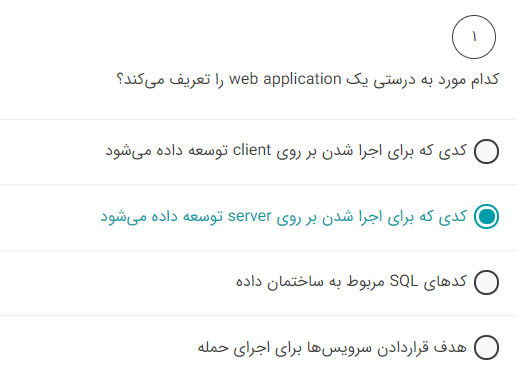 ۱
کدام مورد به درستی یک web application را تعریف می‌کند؟
کدی که برای اجرا شدن بر روی client توسعه داده می‌شود
کدی که برای اجرا شدن بر روی server توسعه داده می‌شود
کدهای SQL مربوط به ساختمان داده
هدف قراردادن سرویس‌ها برای اجرای حمله